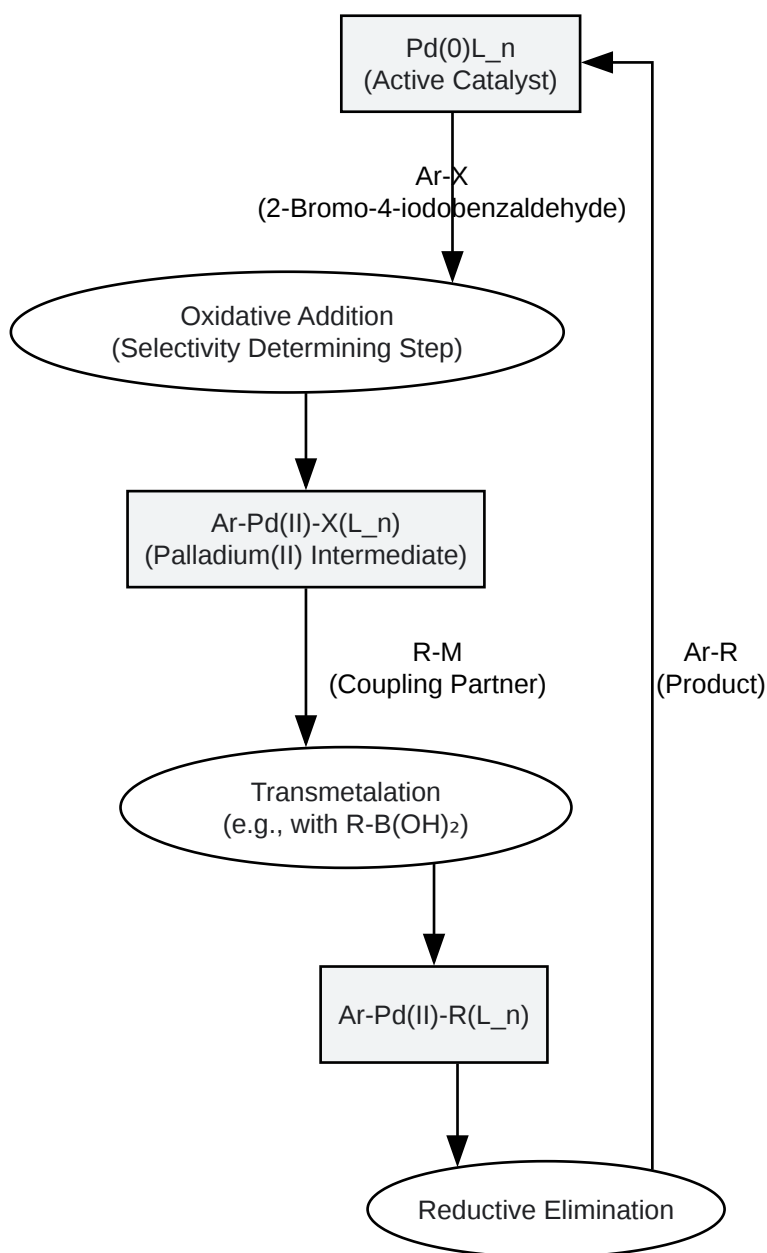 Pd(0)L_n
(Active Catalyst)
Ar-X
(2-Bromo-4-iodobenzaldehyde)
Oxidative Addition
(Selectivity Determining Step)
Ar-Pd(II)-X(L_n)
(Palladium(II) Intermediate)
R-M
(Coupling Partner)
Ar-R
(Product)
Transmetalation
(e.g., with R-B(OH)₂)
Ar-Pd(II)-R(L_n)
Reductive Elimination